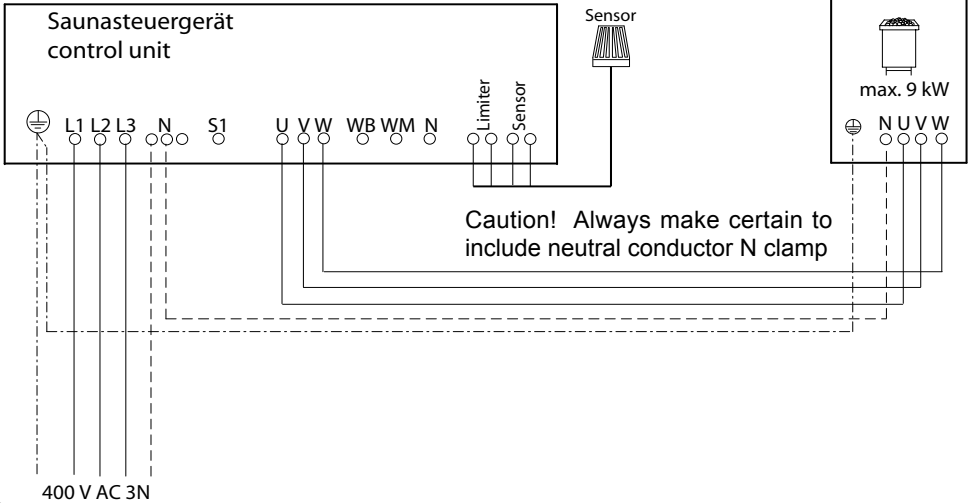 Saunasteuergerät
control unit
Sensor
max. 9 kW
L1 L2 L3 N S1 U V W WB WM N
Limiter
Sensor
N U V W
Caution! Always make certain to
include neutral conductor N clamp
400 V AC 3N